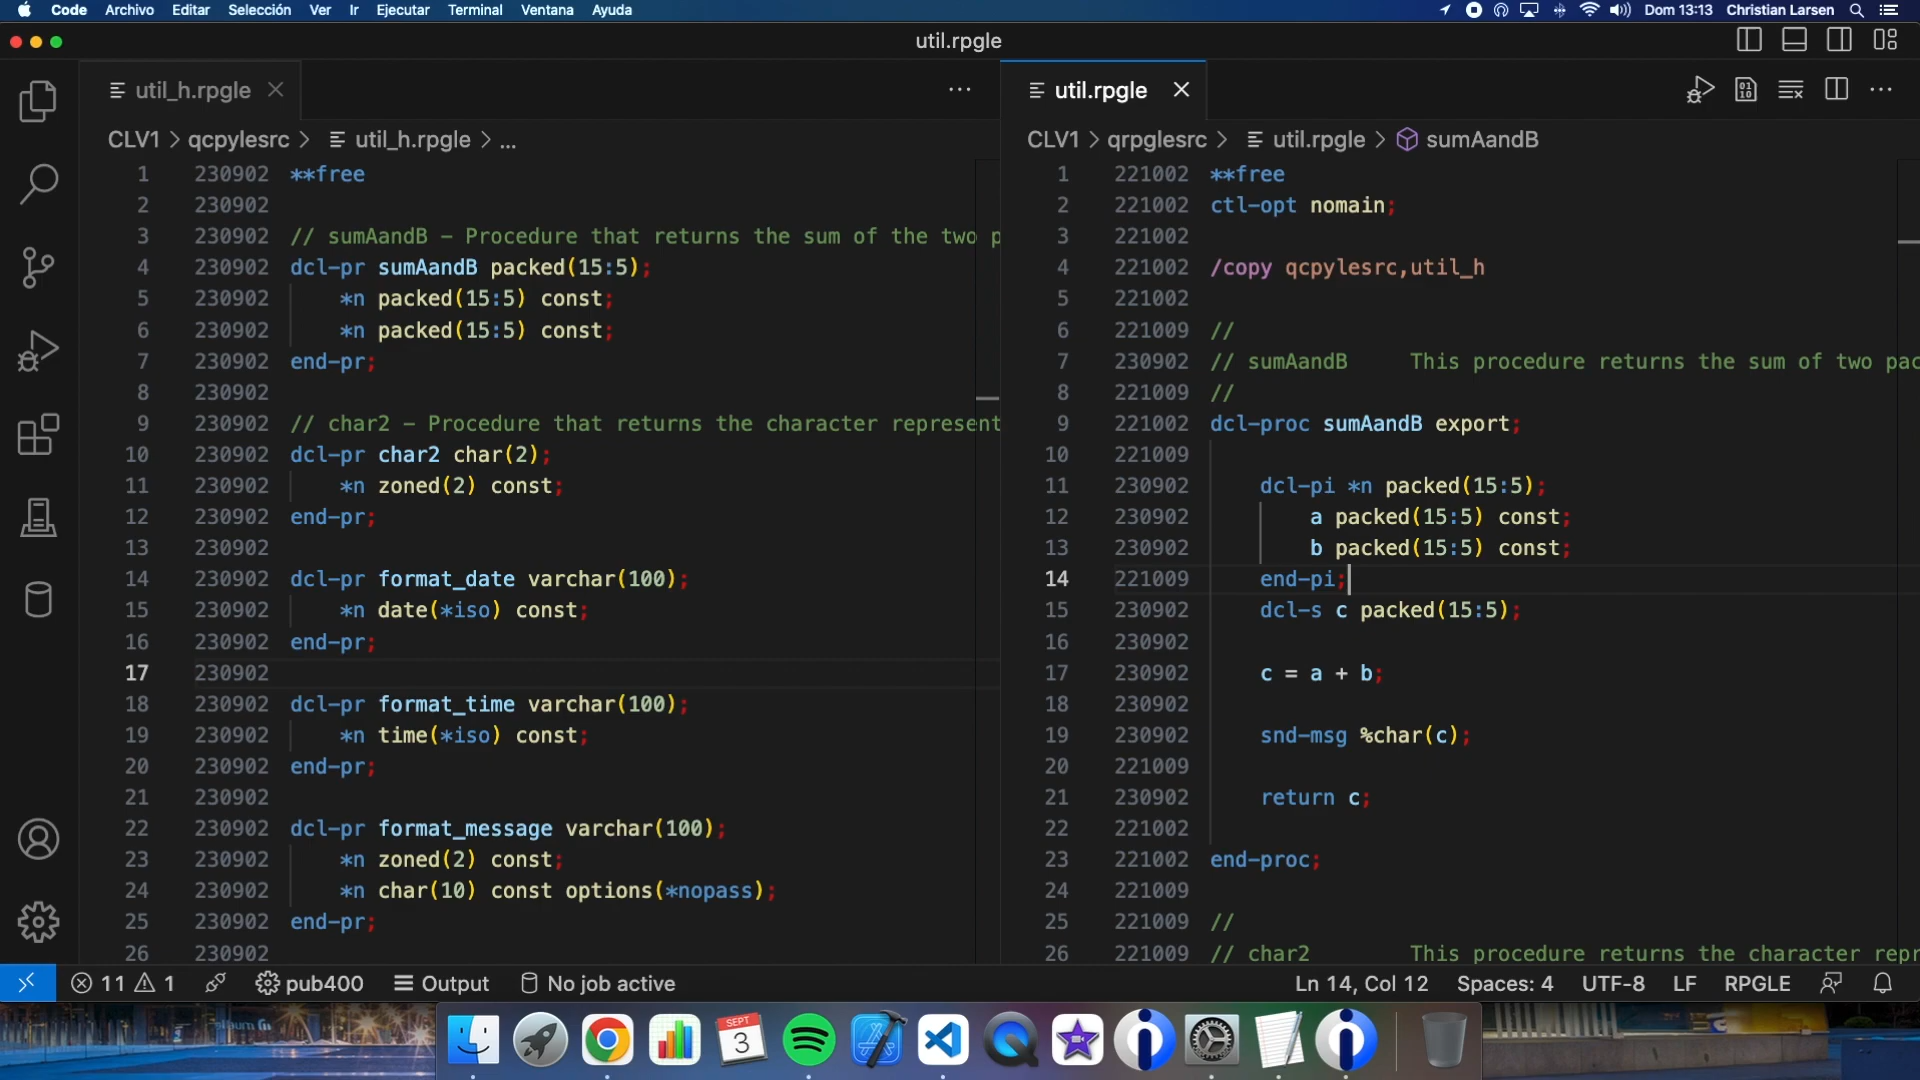 Code Archivo Editar Selección Ver Ir Ejecutar Terminal Ventana Ayuda Dom 13:13 Christian Larsen
util.rpgle
util_h.rpgle
CLV1 > qcpylesrc > util_h.rpgle > ...
1 230902 **free
2 230902
3 230902 // sumAandB - Procedure that returns the sum of the two p
4 230902 dcl-pr sumAandB packed(15:5);
5 230902 *n packed(15:5) const;
6 230902 *n packed(15:5) const;
7 230902 end-pr;
8 230902
9 230902 // char2 - Procedure that returns the character represent
10 230902 dcl-pr char2 char(2);
11 230902 *n zoned(2) const;
12 230902 end-pr;
13 230902
14 230902 dcl-pr format_date varchar(100);
15 230902 *n date(*iso) const;
16 230902 end-pr;
17 230902
18 230902 dcl-pr format_time varchar(100);
19 230902 *n time(*iso) const;
20 230902 end-pr;
21 230902
22 230902 dcl-pr format_message varchar(100);
23 230902 *n zoned(2) const;
24 230902 *n char(10) const options(*nopass);
25 230902 end-pr;
26 230902
util.rpgle
CLV1 > qrpglesrc > util.rpgle > sumAandB
1 221002 **free
2 221002 ctl-opt nomain;
3 221002
4 221002 /copy qcpylesrc,util_h
5 221002
6 221009 //
7 230902 // sumAandB This procedure returns the sum of two pac
8 221009 //
9 221002 dcl-proc sumAandB export;
10 221009
11 230902 dcl-pi *n packed(15:5);
12 230902 a packed(15:5) const;
13 230902 b packed(15:5) const;
14 221009 end-pi;
15 230902 dcl-s c packed(15:5);
16 230902
17 230902 c = a + b;
18 230902
19 230902 snd-msg %char(c);
20 221009
21 230902 return c;
22 221002
23 221002 end-proc;
24 221009
25 221009 //
26 221009 // char2 This procedure returns the character repr
11 1 pub400 Output No job active Ln 14, Col 12 Spaces: 4 UTF-8 LF RPGLE
SEPT
3